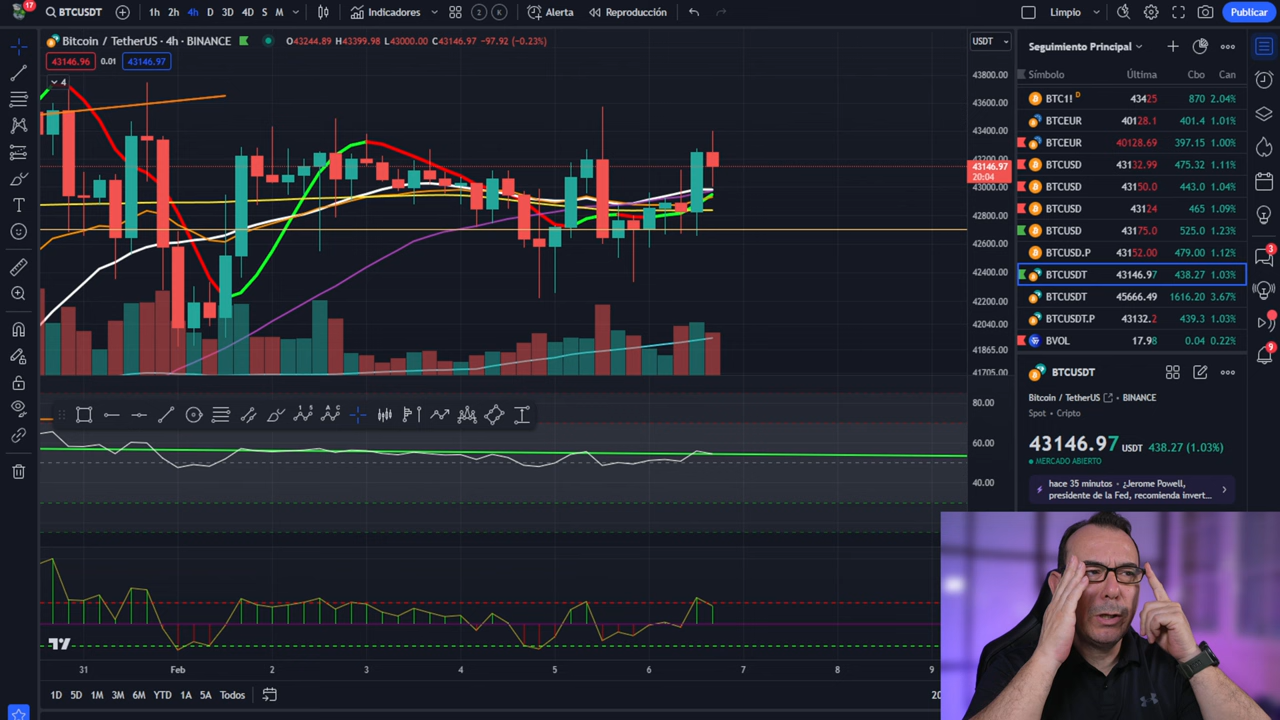 17
BTCUSDT
1h 2h 4h D 3D 4D S M
Indicadores
2 K
Alerta
Reproducción
Limpio
Publicar
Bitcoin / TetherUS · 4h · BINANCE
O43244.89 H43399.98 L43000.00 C43146.97 -97.92 (-0.23%)
43146.96 0.01 43146.97
4
USDT
43800.00
43600.00
43400.00
43200.00
43146.97
20:04
43000.00
42800.00
42600.00
42400.00
42200.00
42040.00
41865.00
41705.00
80.00
60.00
40.00
31 Feb 2 3 4 5 6 7 8 9
1D 5D 1M 3M 6M YTD 1A 5A Todos
20
Seguimiento Principal
Símbolo Última Cbo Can
BTC1! D 43425 870 2.04%
BTCEUR 40128.1 401.4 1.01%
BTCEUR 40128.69 397.15 1.00%
BTCUSD 43132.99 475.32 1.11%
BTCUSD 43150.0 443.0 1.04%
BTCUSD 43124 465 1.09%
BTCUSD 43175.0 525.0 1.23%
BTCUSD.P 43152.00 479.00 1.12%
BTCUSDT 43146.97 438.27 1.03%
BTCUSDT 45666.49 1616.20 3.67%
BTCUSDT.P 43132.2 439.3 1.03%
BVOL 17.98 0.04 0.22%
BTCUSDT
Bitcoin / TetherUS BINANCE
Spot · Cripto
43146.97 USDT 438.27 (1.03%)
MERCADO ABIERTO
hace 35 minutos · ¿Jerome Powell,
presidente de la Fed, recomienda invert...
3
9